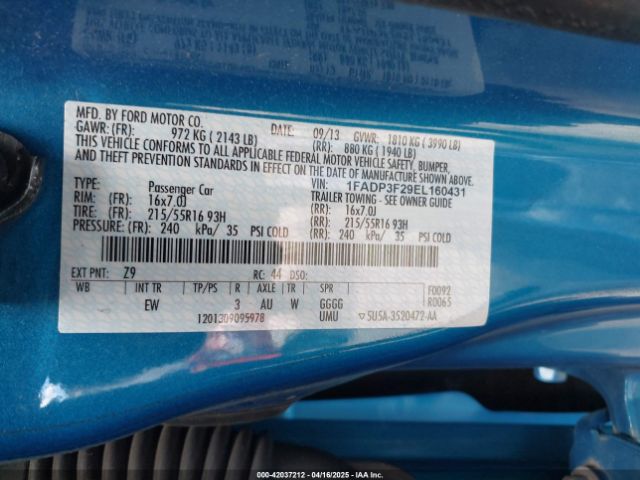 MFD. BY FORD MOTOR CO.
DATE: 09/13 GVWR: 1810 KG ( 3990 LB)
GAWR: (FR): 972 KG ( 2143 LB) (RR): 880 KG ( 1940 LB)
THIS VEHICLE CONFORMS TO ALL APPLICABLE FEDERAL MOTOR VEHICLE SAFETY, BUMPER,
AND THEFT PREVENTION STANDARDS IN EFFECT ON THE DATE OF MANUFACTURE SHOWN ABOVE.
VIN: 1FADP3F29EL160431
TYPE: Passenger Car TRAILER TOWING - SEE OWNER GUIDE
RIM: (FR): 16x7.0J (RR): 16x7.0J
TIRE: (FR): 215/55R16 93H (RR): 215/55R16 93H
PRESSURE: (FR): 240 kPa/ 35 PSI COLD (RR): 240 kPa/ 35 PSI COLD
EXT PNT: Z9 RC: 44 DSO:
WB INT TR TP/PS R AXLE TR SPR F0092
EW 3 AU W GGGG R0065
1201309095978 UMU ▽5U5A-3520472-AA
000-42037212 - 04/16/2025 - IAAI.COM